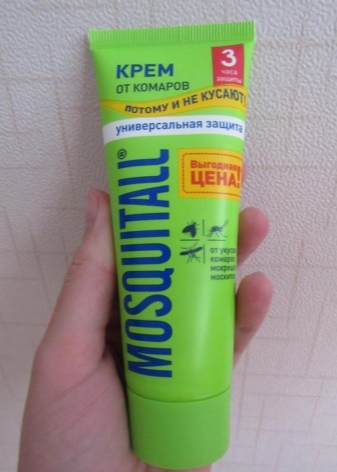 КРЕМ
ОТ КОМАРОВ
3
часа
защиты
ПОТОМУ И НЕ КУСАЮТ!
универсальная защита
Выгодная
ЦЕНА!
MOSQUITALL®
от укусов
комаров
мокрецов
москитов